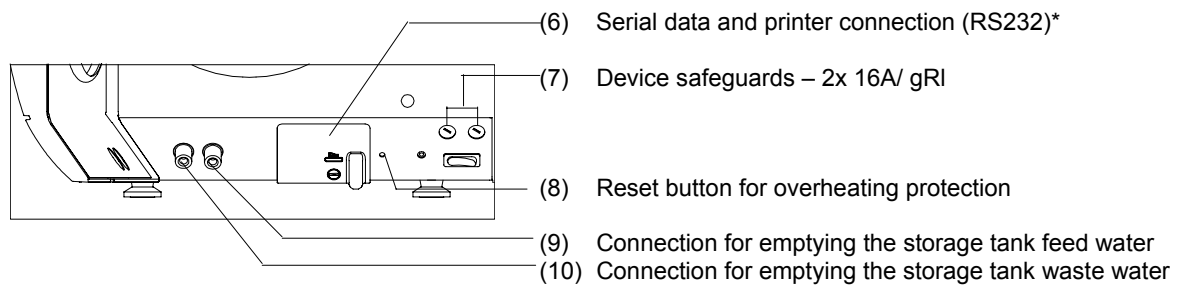 (6) Serial data and printer connection (RS232)*
(7) Device safeguards – 2x 16A/ gRl
(8) Reset button for overheating protection
(9) Connection for emptying the storage tank feed water
(10) Connection for emptying the storage tank waste water